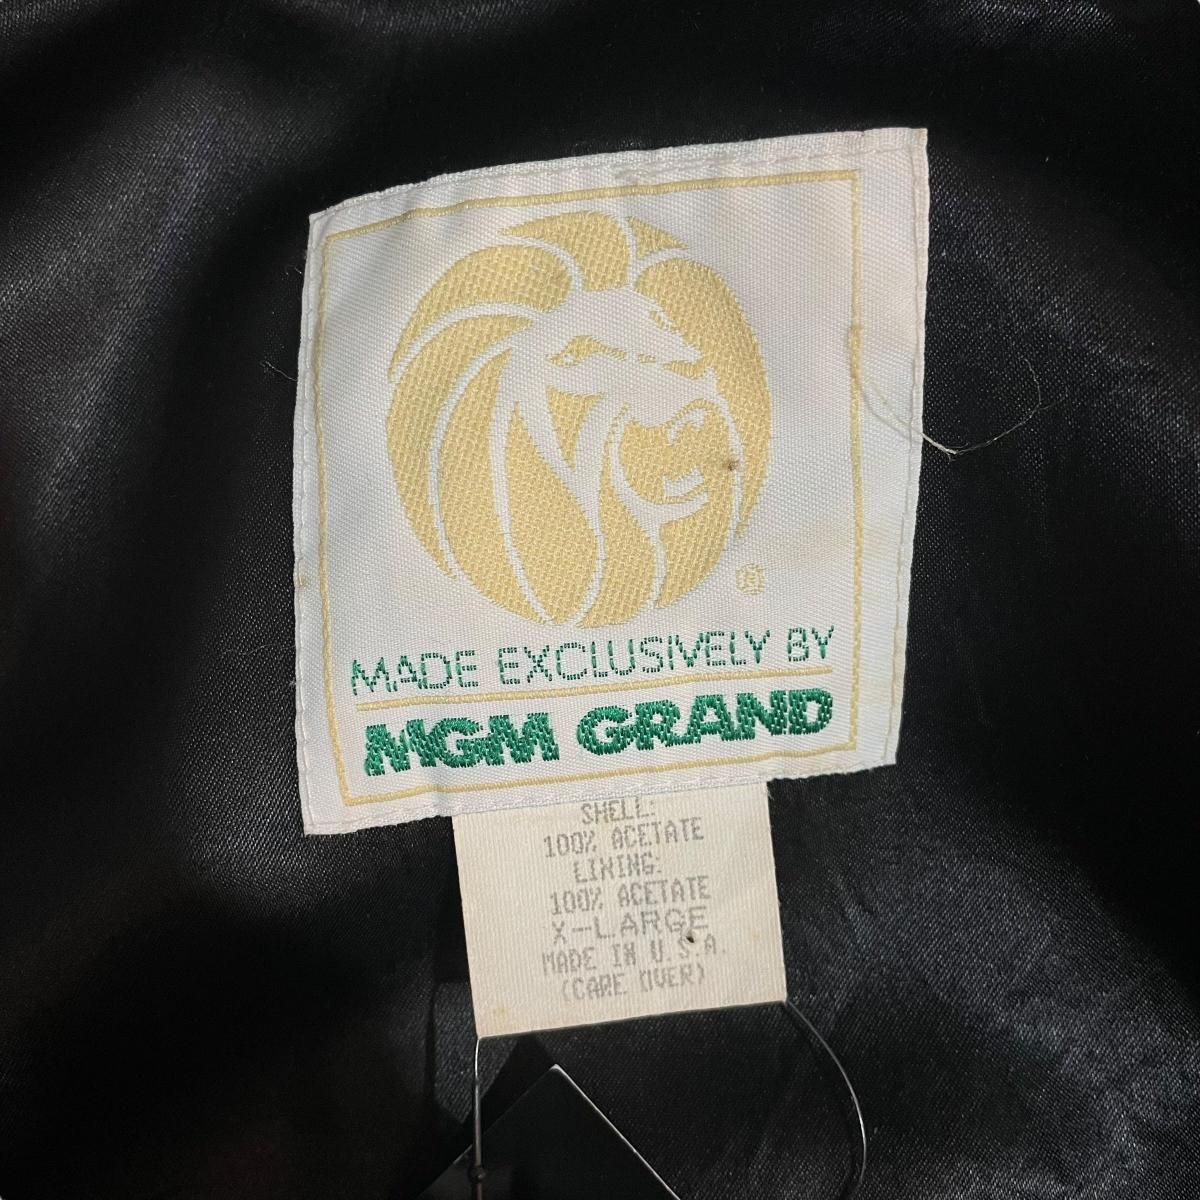 ®
MADE EXCLUSIVELY BY
MGM GRAND
SHELL:
100% ACETATE
LINING:
100% ACETATE
X-LARGE
MADE IN U.S.A.
(CARE OVER)